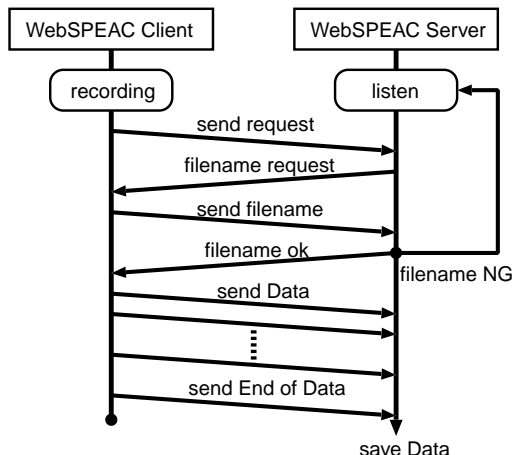 WebSPEAC Client
WebSPEAC Server
recording
listen
send request
filename request
send filename
filename ok
filename NG
send Data
send End of Data
save Data